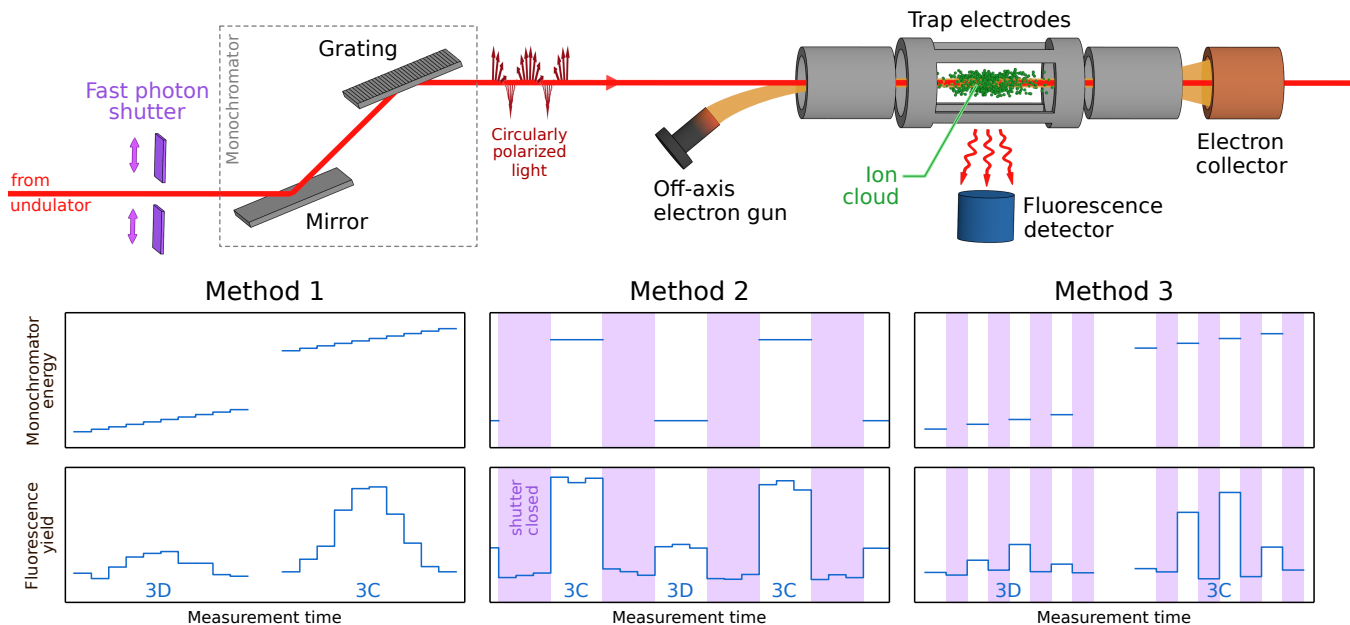 Trap electrodes
Grating
Monochromator
Fast photon
shutter
Circularly
polarized
light
from
undulator
Mirror
Off-axis
electron gun
Ion
cloud
Fluorescence
detector
Electron
collector
Method 1
Method 2
Method 3
Monochromator
energy
Fluorescence
yield
shutter
closed
3D
3C
3C
3D
3C
3D
3C
Measurement time
Measurement time
Measurement time